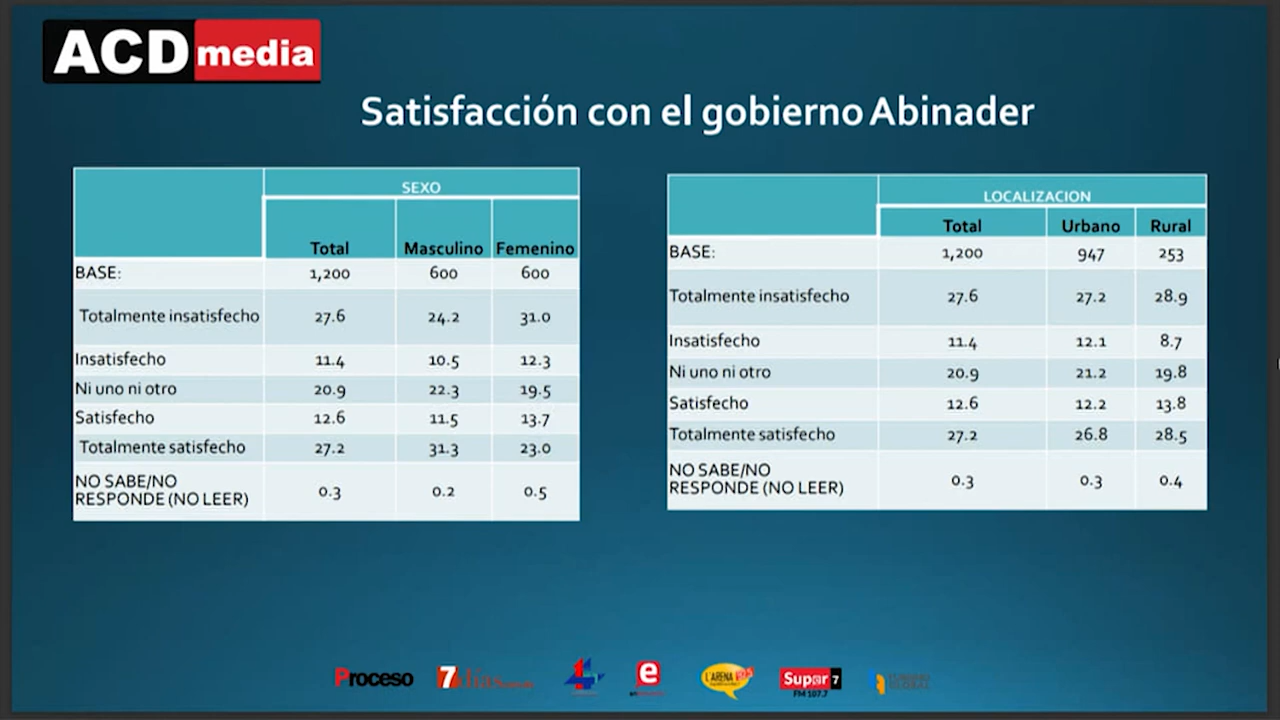 ACD media
Satisfacción con el gobierno Abinader
SEXO
Total Masculino Femenino
BASE: 1,200 600 600
Totalmente insatisfecho 27.6 24.2 31.0
Insatisfecho 11.4 10.5 12.3
Ni uno ni otro 20.9 22.3 19.5
Satisfecho 12.6 11.5 13.7
Totalmente satisfecho 27.2 31.3 23.0
NO SABE/NO
RESPONDE (NO LEER) 0.3 0.2 0.5
LOCALIZACION
Total Urbano Rural
BASE: 1,200 947 253
Totalmente insatisfecho 27.6 27.2 28.9
Insatisfecho 11.4 12.1 8.7
Ni uno ni otro 20.9 21.2 19.8
Satisfecho 12.6 12.2 13.8
Totalmente satisfecho 27.2 26.8 28.5
NO SABE/NO
RESPONDE (NO LEER) 0.3 0.3 0.4
Proceso 7días e L'ARENA Super 7
FM 107.7